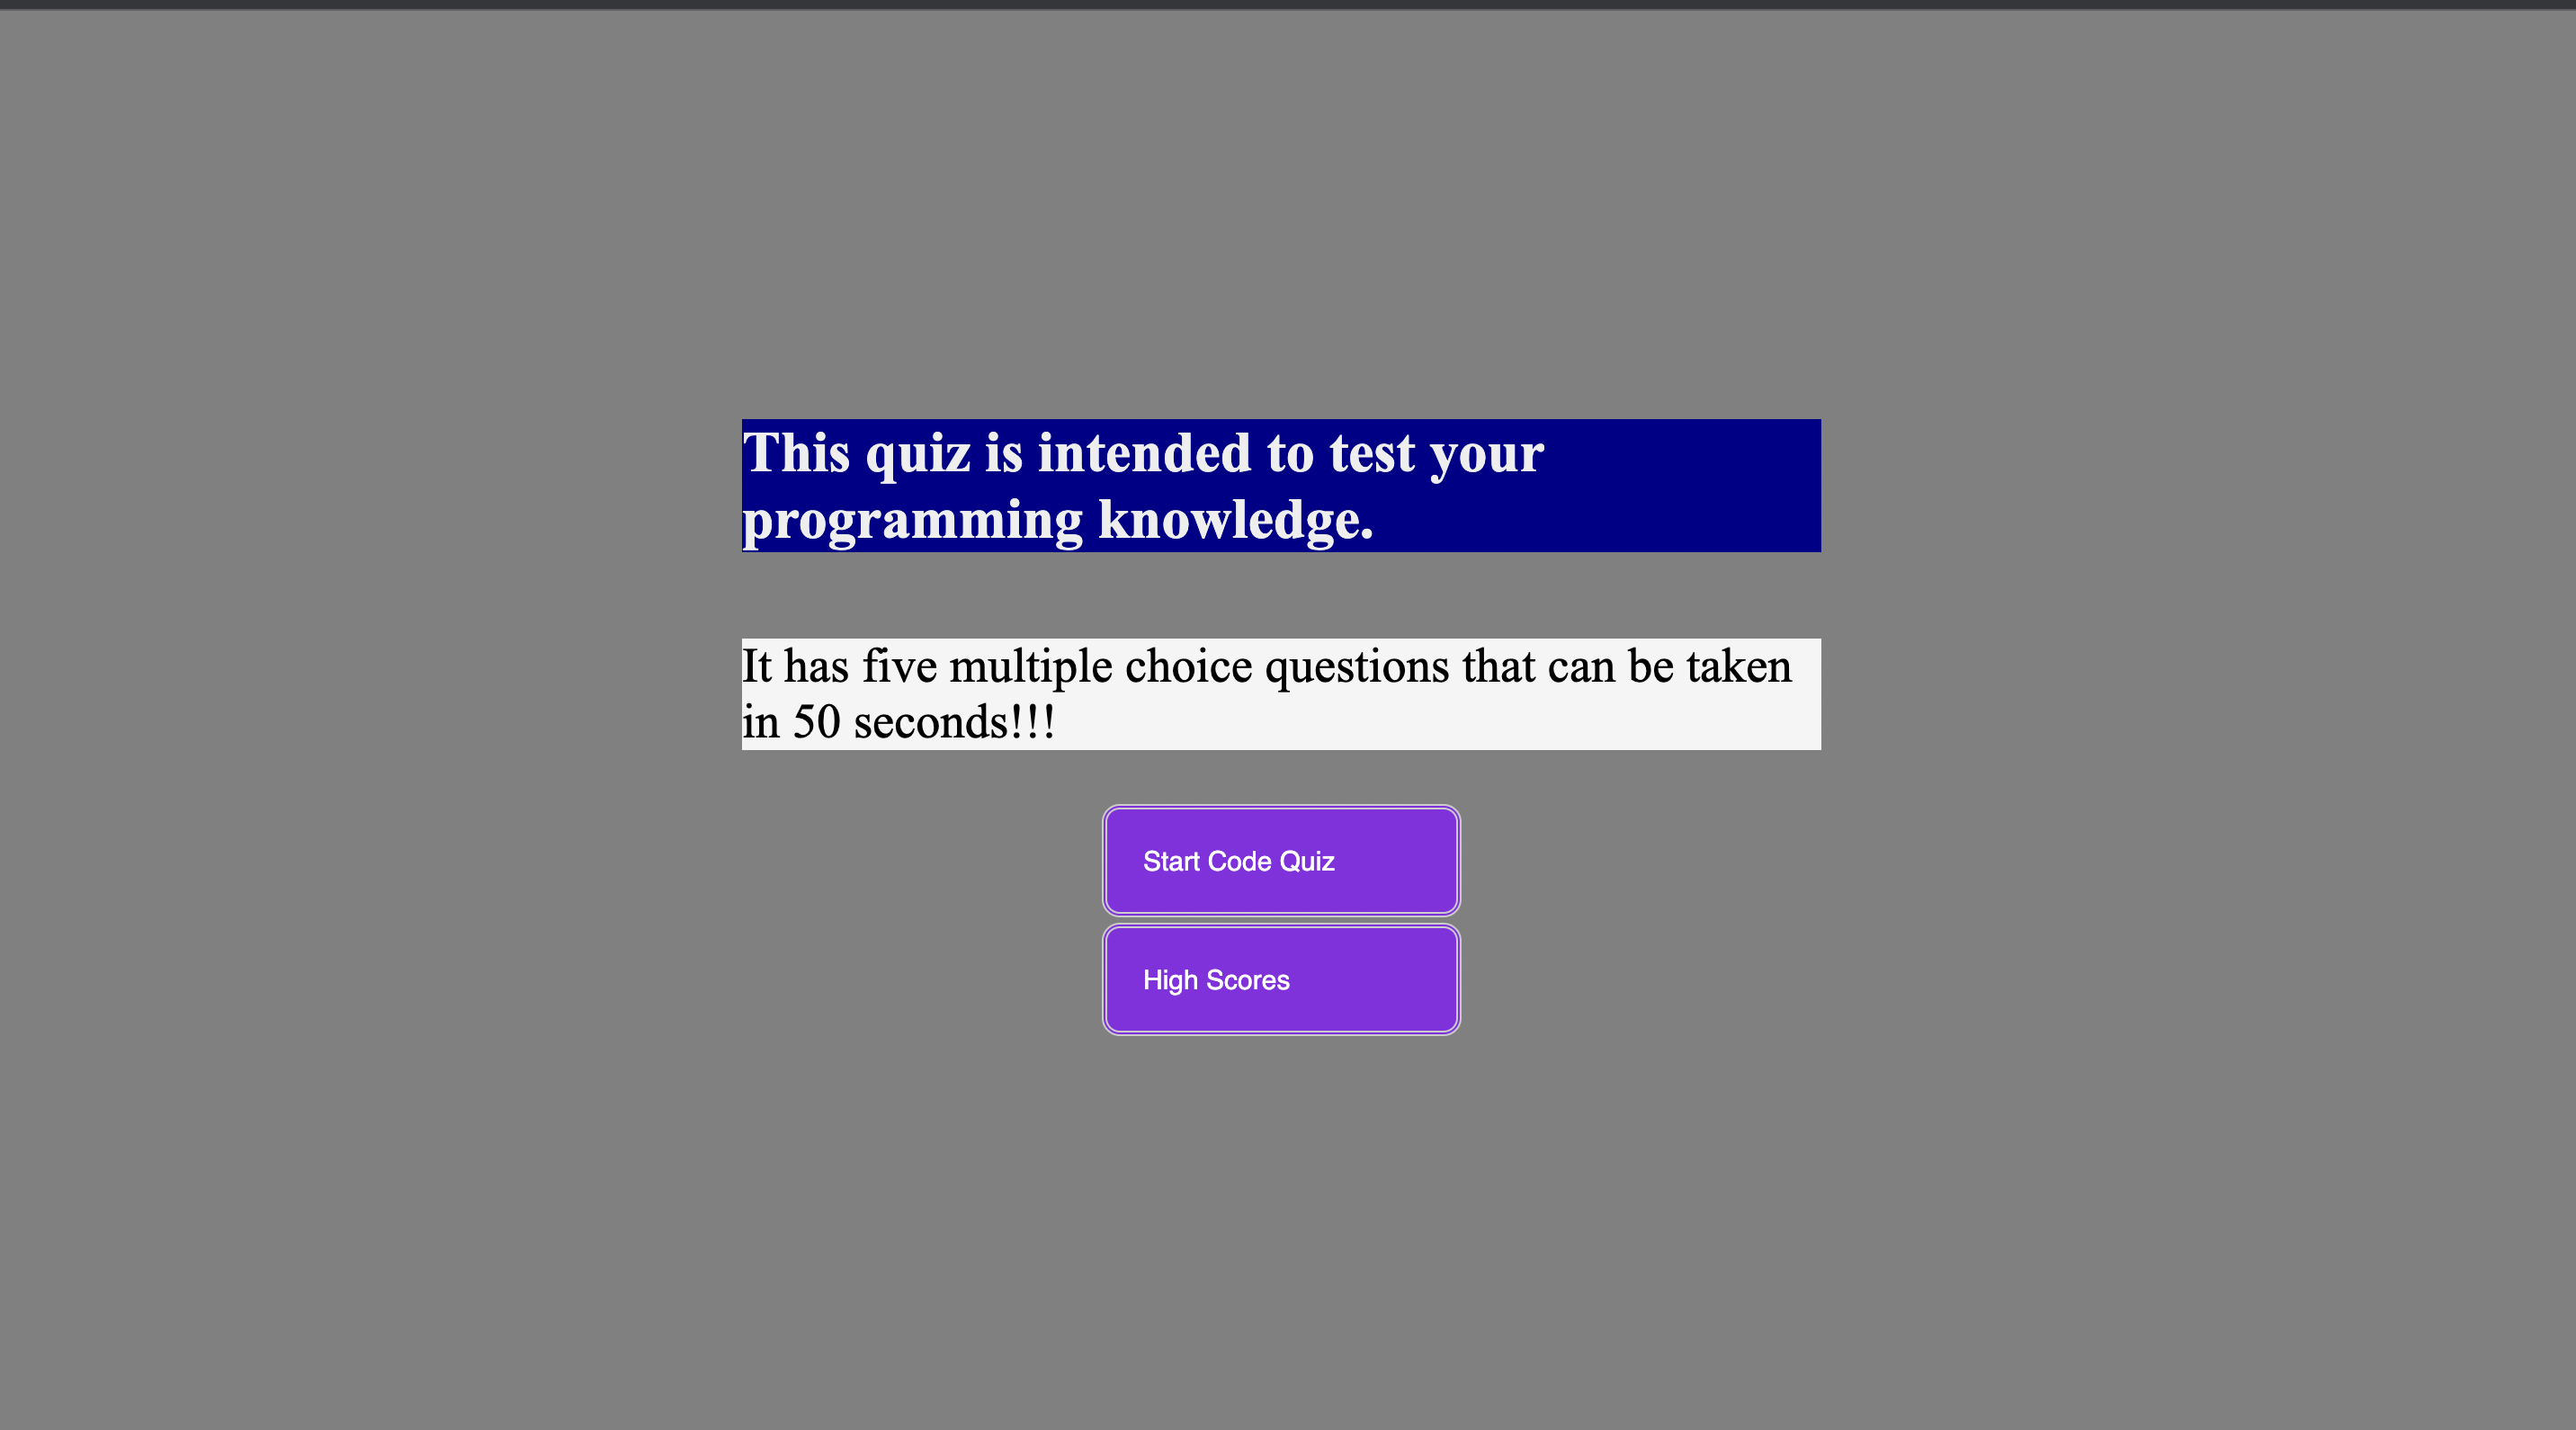 This quiz is intended to test your
programming knowledge.
It has five multiple choice questions that can be taken
in 50 seconds!!!
Start Code Quiz
High Scores